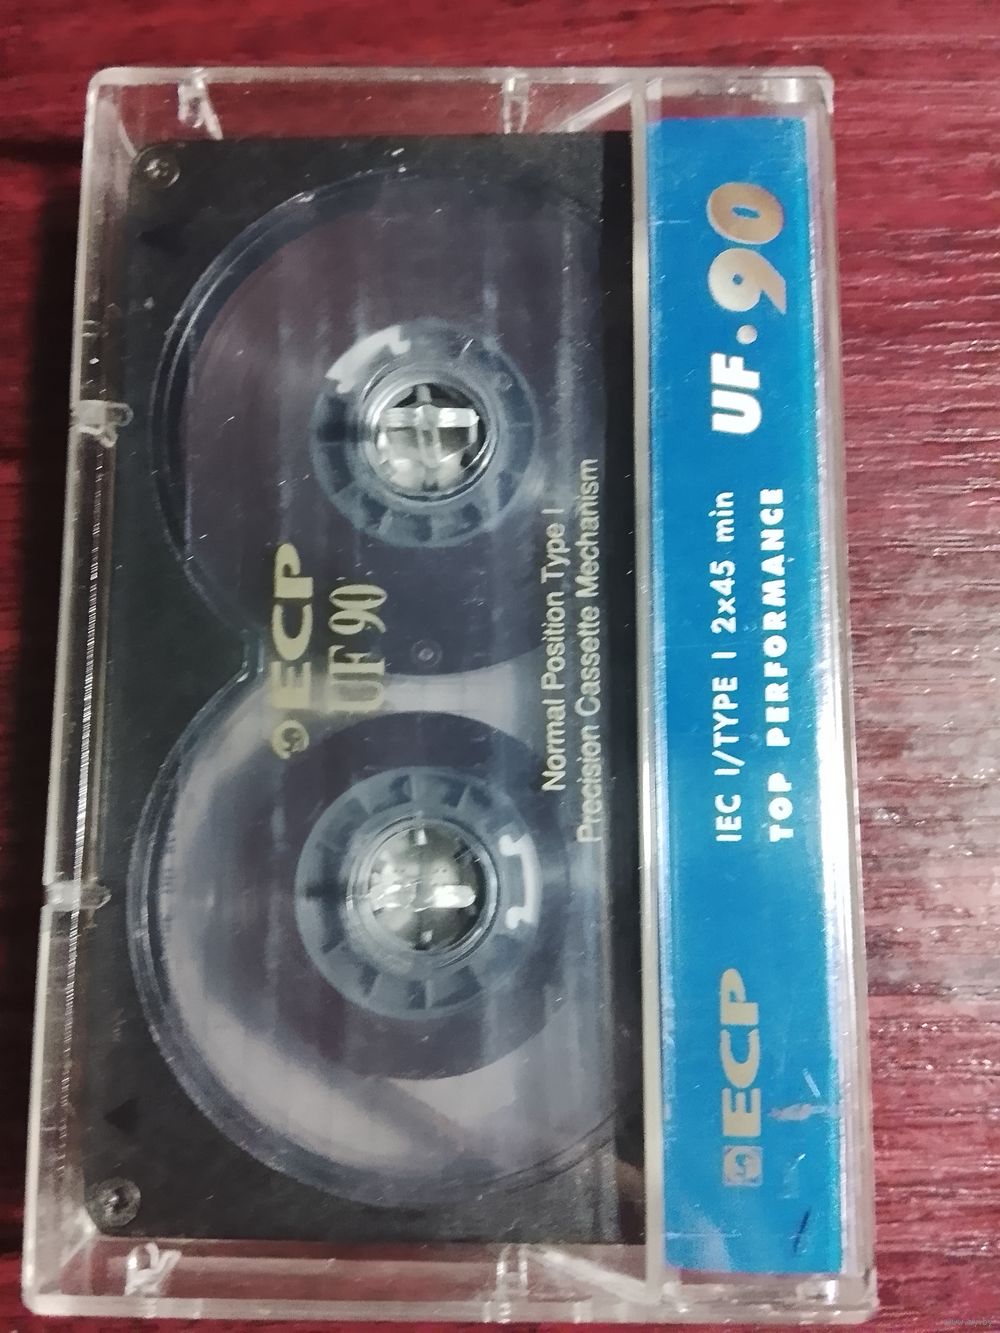 ECP
UF 90
Normal Position Type I
Precision Cassette Mechanism
ECP
IEC I/TYPE I 2x45 min
TOP PERFORMANCE
UF·90